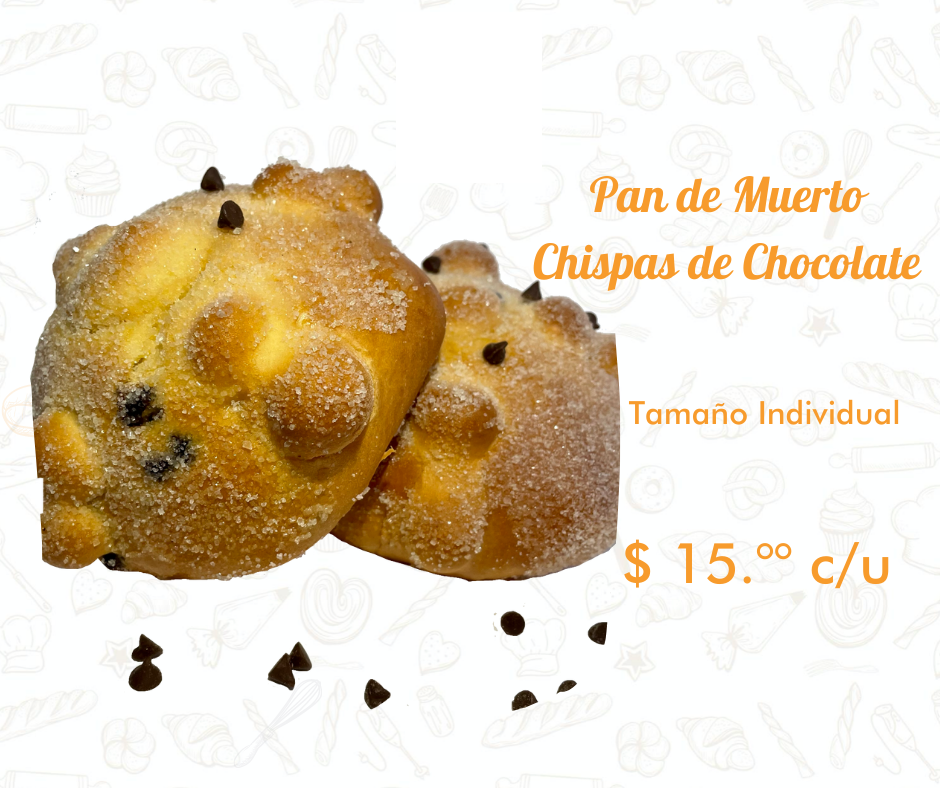 Pan de Muerto
Chispas de Chocolate
Tamaño Individual
$ 15.°° c/u